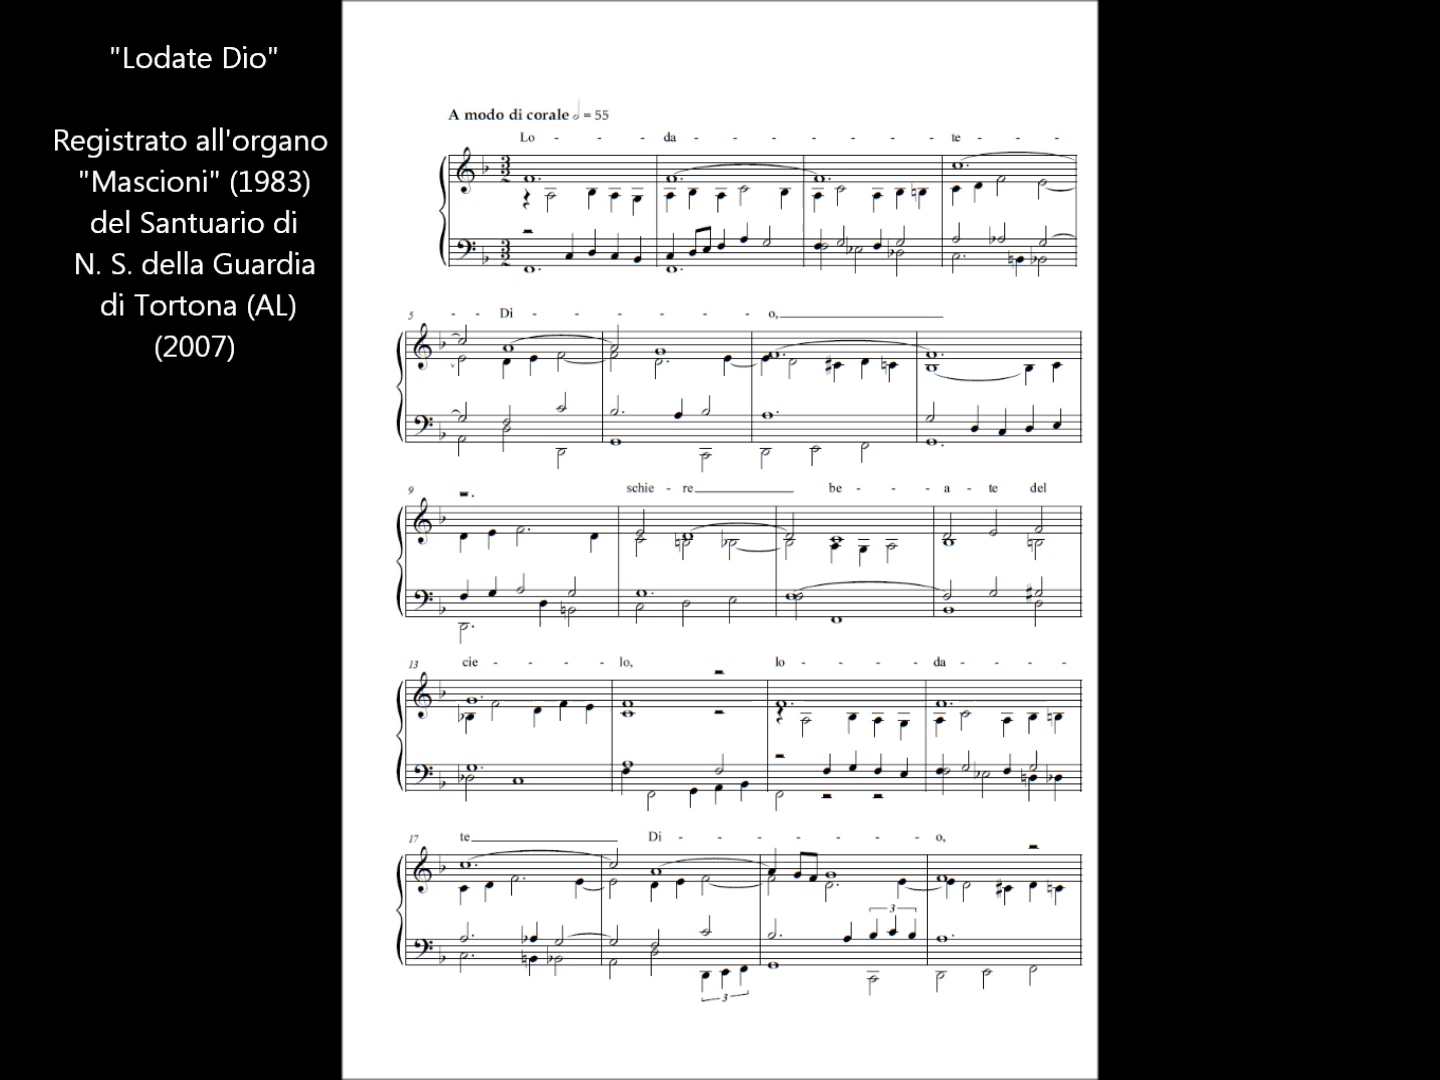 "Lodate Dio"
Registrato all'organo
"Mascioni" (1983)
del Santuario di
N. S. della Guardia
di Tortona (AL)
(2007)
A modo di corale = 55
Lo - - - da - - - - - - te - - -
5 - - Di - - - - - - o,
9 schie - re be - - - a - te del
13 cie - - - lo, lo - - - da - - - -
17 te Di - - - - - - o,
3
3